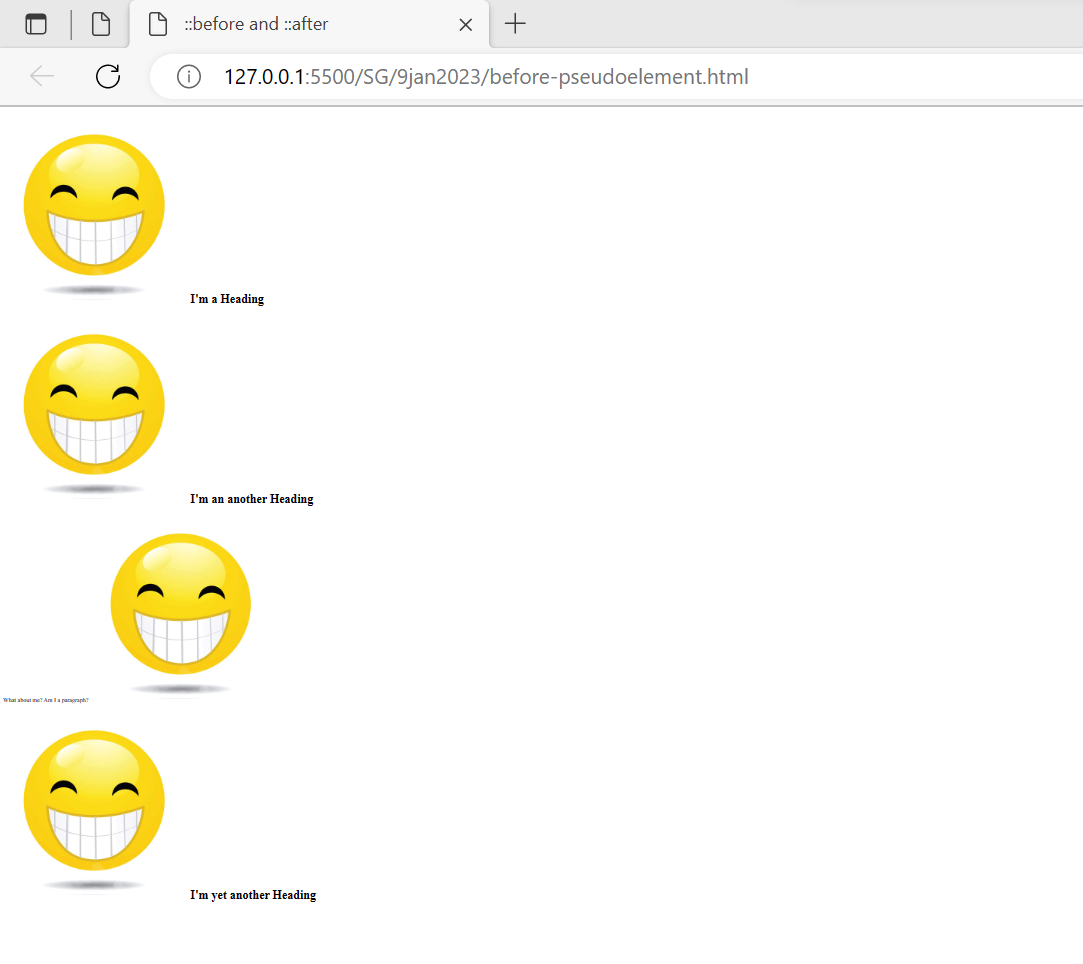 ::before and ::after
127.0.0.1:5500/SG/9jan2023/before-pseudoelement.html
I'm a Heading
I'm an another Heading
What about me? Am I a paragraph?
I'm yet another Heading